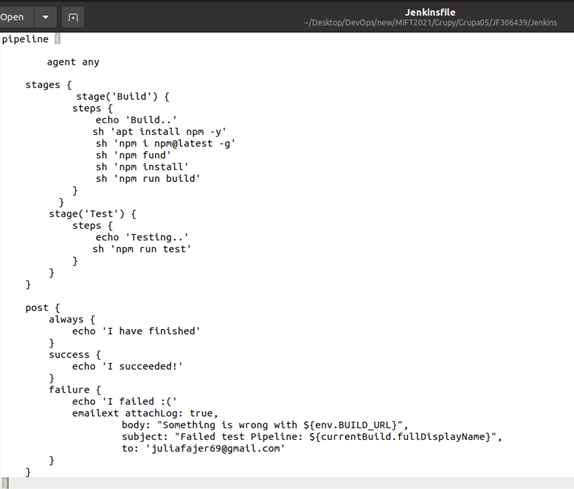 Open
Jenkinsfile
~/Desktop/DevOps/new/MIFT2021/Grupy/Grupa05/JF306439/Jenkins
pipeline {
agent any
stages {
stage('Build') {
steps {
echo 'Build..'
sh 'apt install npm -y'
sh 'npm i npm@latest -g'
sh 'npm fund'
sh 'npm install'
sh 'npm run build'
}
}
stage('Test') {
steps {
echo 'Testing..'
sh 'npm run test'
}
}
}
post {
always {
echo 'I have finished'
}
success {
echo 'I succeeded!'
}
failure {
echo 'I failed :('
emailext attachLog: true,
body: "Something is wrong with ${env.BUILD_URL}",
subject: "Failed test Pipeline: ${currentBuild.fullDisplayName}",
to: 'juliafajer69@gmail.com'
}
}
}